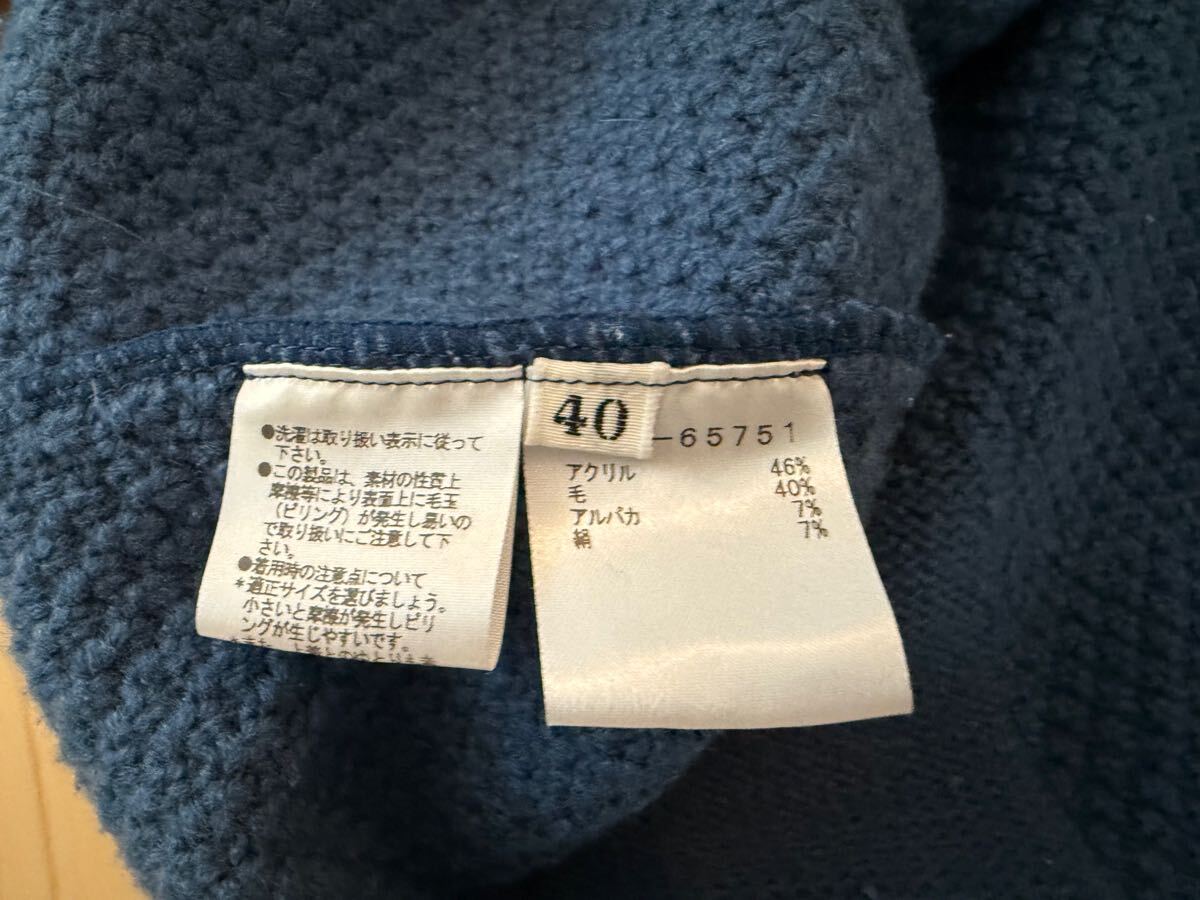 ●洗濯は取り扱い表示に従って
下さい。
●この製品は、素材の性質上
摩擦等により表面上に毛玉
（ピリング）が発生し易いの
で取り扱いにご注意して下
さい。
●着用時の注意点について
*適正サイズを選びましょう。
小さいと摩擦が発生しピリ
ングが生じやすいです。
40
-65751
アクリル 46%
毛 40%
アルパカ 7%
絹 7%